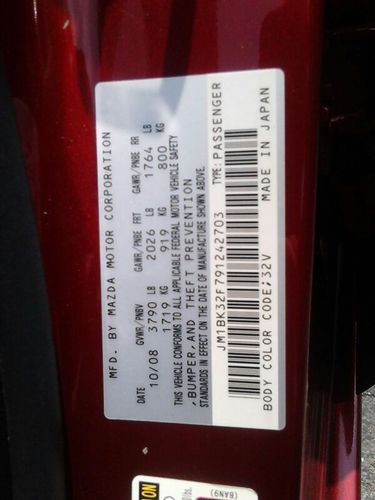 MFD. BY MAZDA MOTOR CORPORATION
DATE GVWR/PNBV GAWR/PNBE FRT GAWR/PNBE RR
10/08 3790 LB 2026 LB 1764 LB
1719 KG 919 KG 800 KG
THIS VEHICLE CONFORMS TO ALL APPLICABLE FEDERAL MOTOR VEHICLE SAFETY
, BUMPER, AND THEFT PREVENTION
STANDARDS IN EFFECT ON THE DATE OF MANUFACTURE SHOWN ABOVE.
JM1BK32F791242703 TYPE: PASSENGER
BODY COLOR CODE:32V MADE IN JAPAN
TON
lbs.
(BAN9)